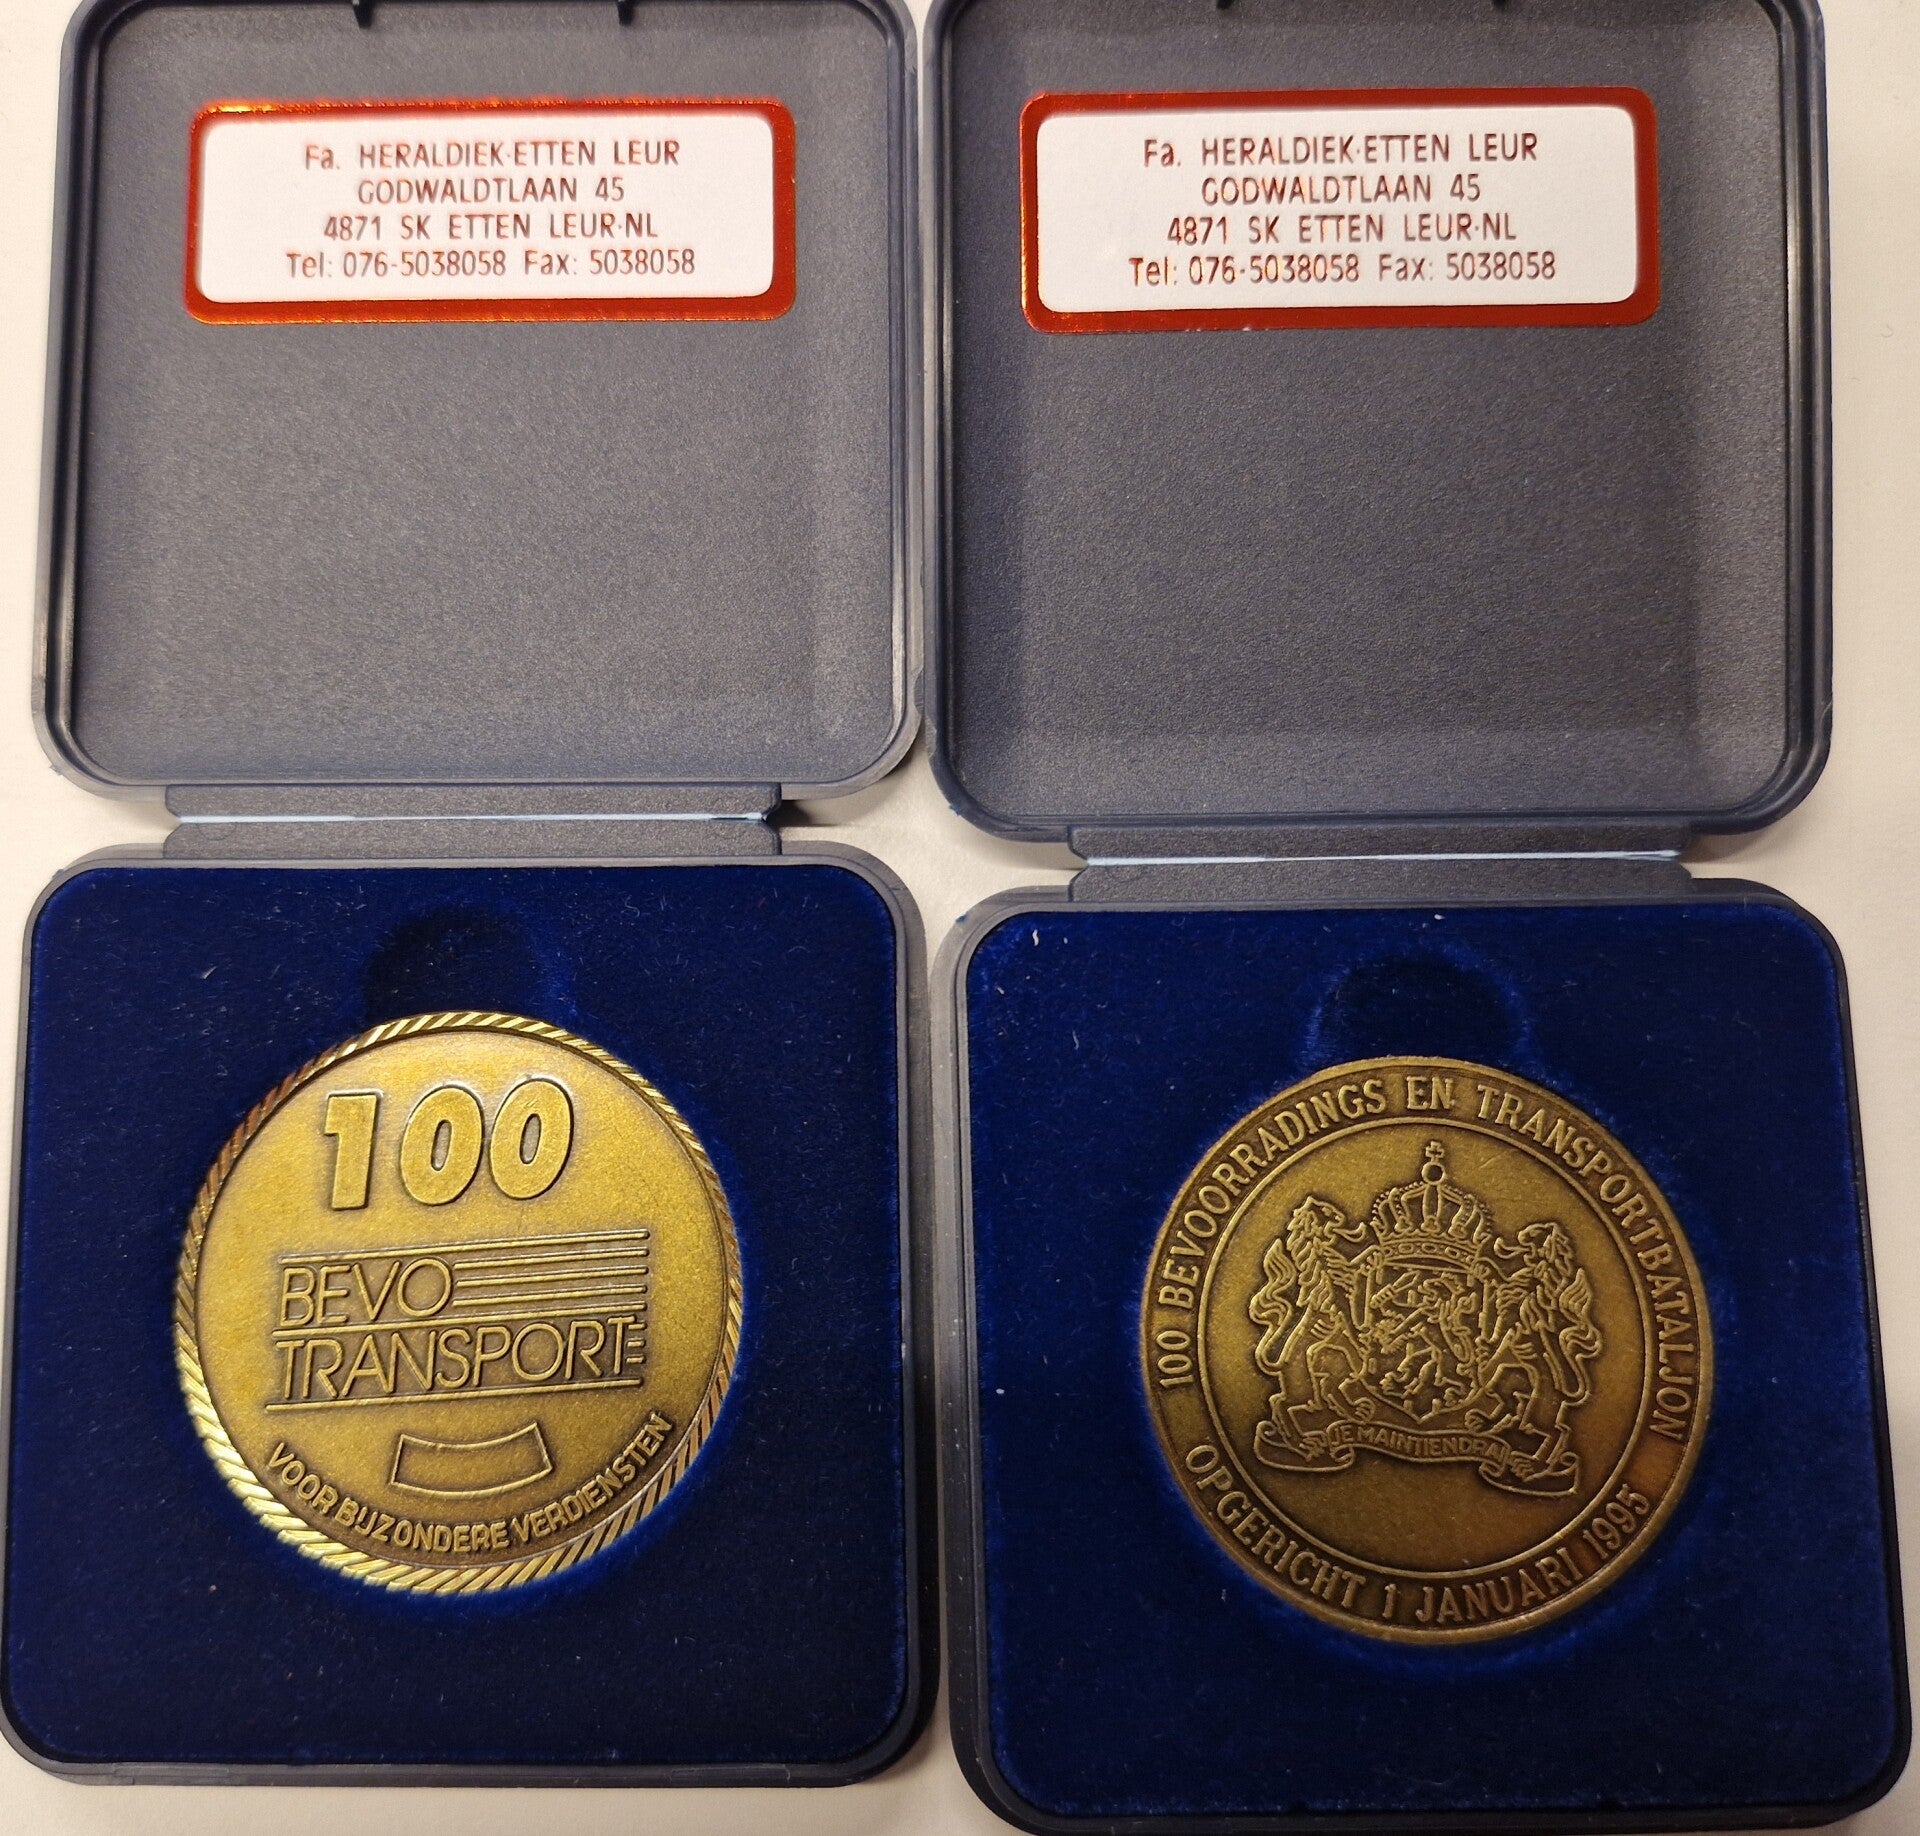 Fa. HERALDIEK·ETTEN LEUR
GODWALDTLAAN 45
4871 SK ETTEN LEUR·NL
Tel: 076-5038058 Fax: 5038058
Fa. HERALDIEK·ETTEN LEUR
GODWALDTLAAN 45
4871 SK ETTEN LEUR·NL
Tel: 076-5038058 Fax: 5038058
100
BEVO
TRANSPORT
VOOR BIJZONDERE VERDIENSTEN
100 BEVOORRADINGS EN TRANSPORTBATALJON
JE MAINTIENDRAI
OPGERICHT 1 JANUARI 1995